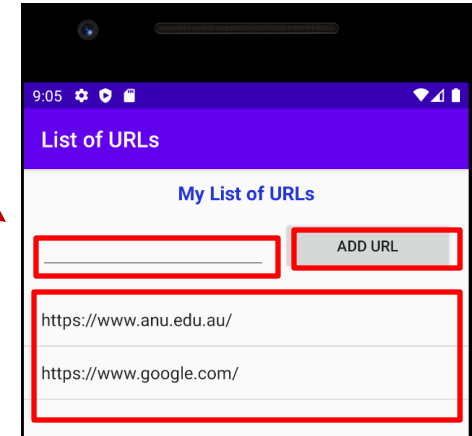 9:05
List of URLs
My List of URLs
ADD URL
https://www.anu.edu.au/
https://www.google.com/